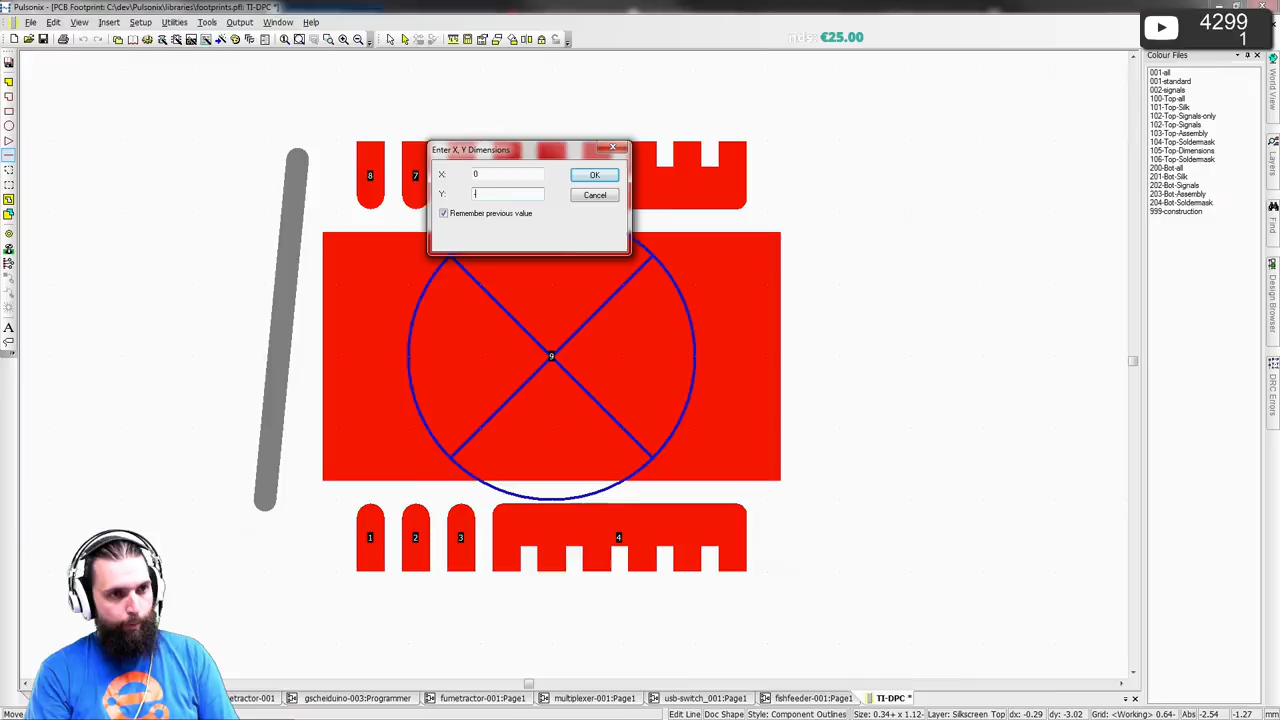 Pulsonix - [PCB Footprint: C:\dev\Pulsonix\libraries\footprints.pfl: TI-DPC *]
File Edit View Insert Setup Utilities Tools Output Window Help
nds: €25.00
4299
1
Colour Files
001-all
001-standard
002-signals
100-Top-all
101-Top-Silk
102-Top-Signals-only
102-Top-Signals
103-Top-Assembly
104-Top-Soldermask
105-Top-Dimensions
106-Top-Soldermask
200-Bot-all
201-Bot-Silk
202-Bot-Signals
203-Bot-Assembly
204-Bot-Soldermask
999-construction
World View
Layers
Find
Design Browser
DRC Errors
Enter X, Y Dimensions
X: 0 OK
Y: - Cancel
Remember previous value
8 7
9
1 2 3 4
metractor-001 gscheiduino-003:Programmer fumetractor-001:Page1 multiplexer-001:Page1 usb-switch_001:Page1 fishfeeder-001:Page1 TI-DPC *
Move Edit Line Doc Shape Style: Component Outlines Size: 0.34+ x 1.12- Layer: Silkscreen Top dx: -0.29 dy: -3.02 Grid: <Working> 0.64- Abs -2.54 -1.27 mm